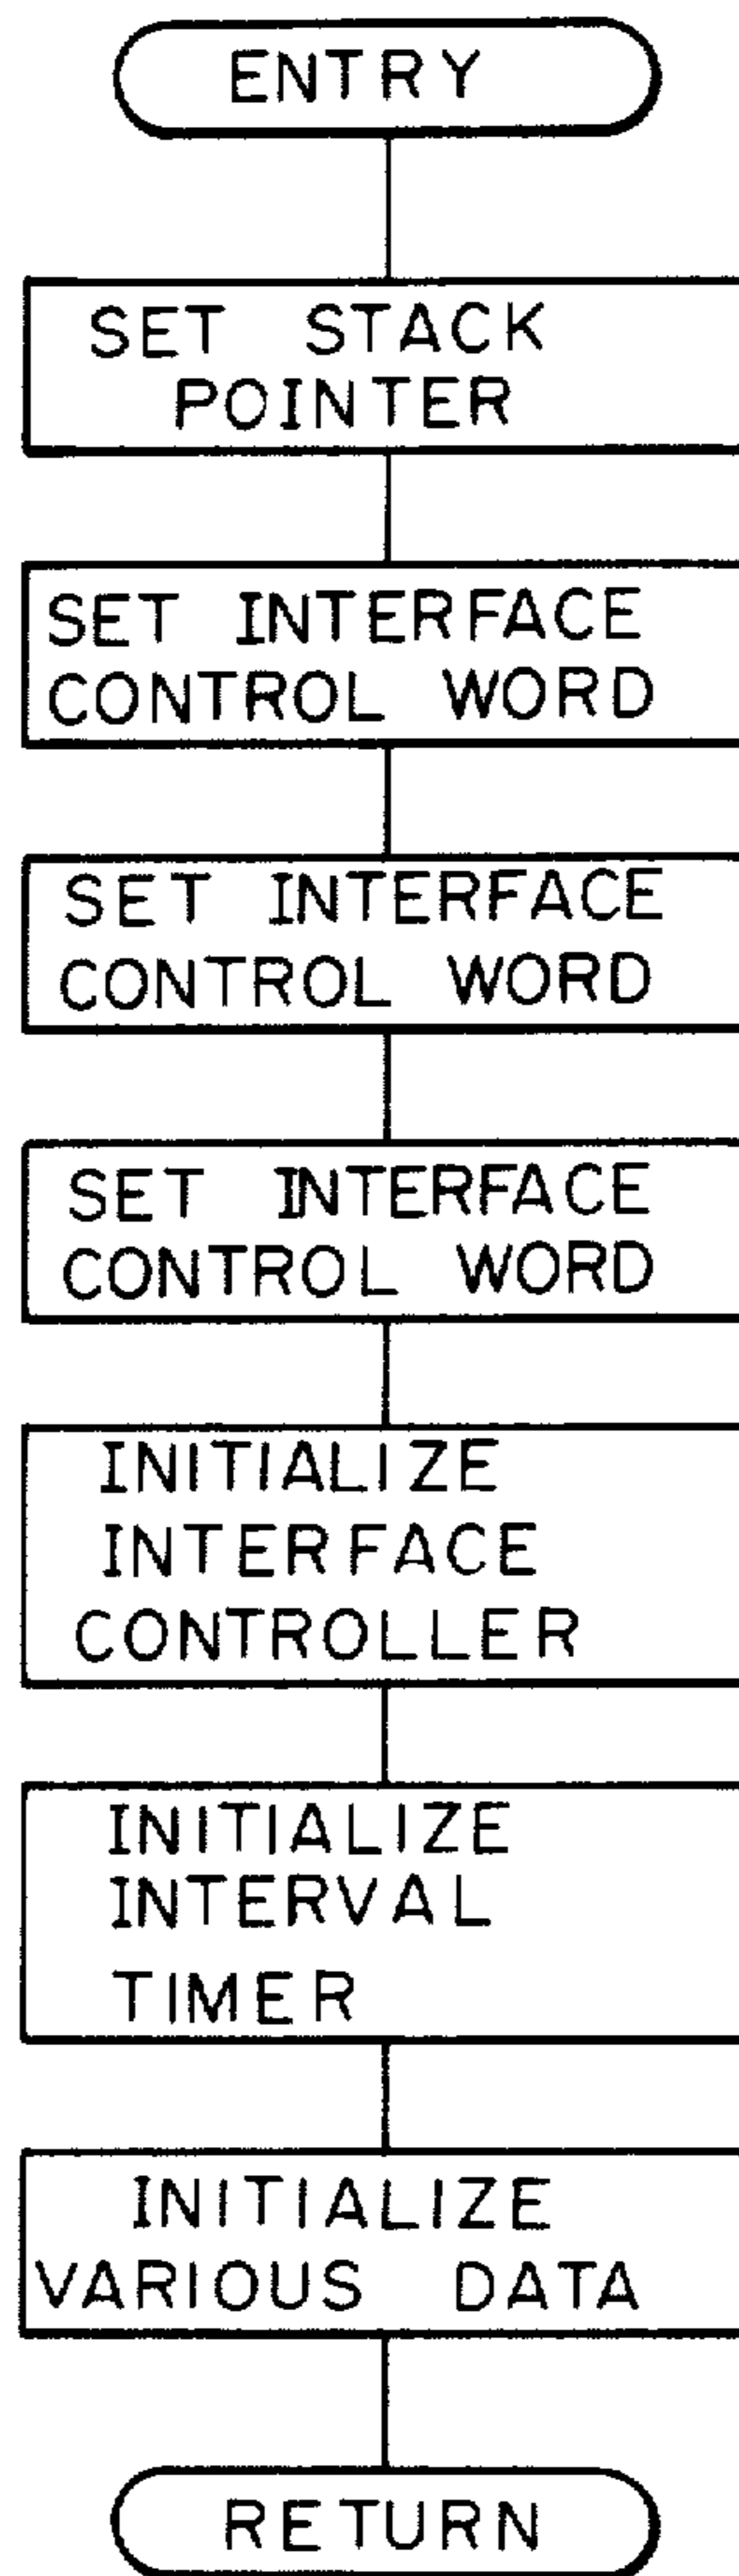 ENTRY
SET STACK
POINTER
SET INTERFACE
CONTROL WORD
SET INTERFACE
CONTROL WORD
SET INTERFACE
CONTROL WORD
INITIALIZE
INTERFACE
CONTROLLER
INITIALIZE
INTERVAL
TIMER
INITIALIZE
VARIOUS DATA
RETURN